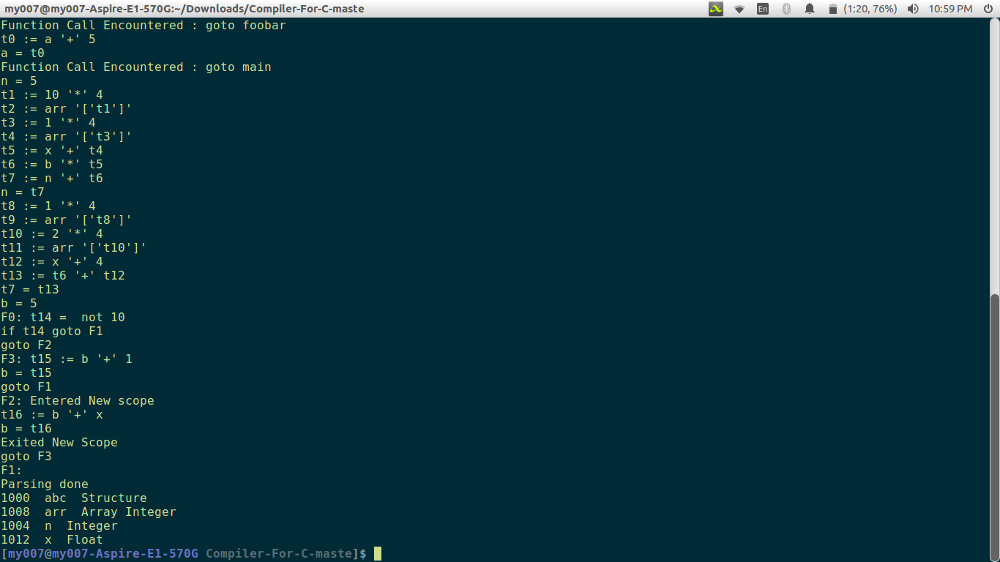 my007@my007-Aspire-E1-570G:~/Downloads/Compiler-For-C-maste En (1:20, 76%) 10:59 PM
Function Call Encountered : goto foobar
t0 := a '+' 5
a = t0
Function Call Encountered : goto main
n = 5
t1 := 10 '*' 4
t2 := arr '['t1']'
t3 := 1 '*' 4
t4 := arr '['t3']'
t5 := x '+' t4
t6 := b '*' t5
t7 := n '+' t6
n = t7
t8 := 1 '*' 4
t9 := arr '['t8']'
t10 := 2 '*' 4
t11 := arr '['t10']'
t12 := x '+' 4
t13 := t6 '+' t12
t7 = t13
b = 5
F0: t14 =  not 10
if t14 goto F1
goto F2
F3: t15 := b '+' 1
b = t15
goto F1
F2: Entered New scope
t16 := b '+' x
b = t16
Exited New Scope
goto F3
F1:
Parsing done
1000  abc  Structure
1008  arr  Array Integer
1004  n  Integer
1012  x  Float
[my007@my007-Aspire-E1-570G Compiler-For-C-maste]$